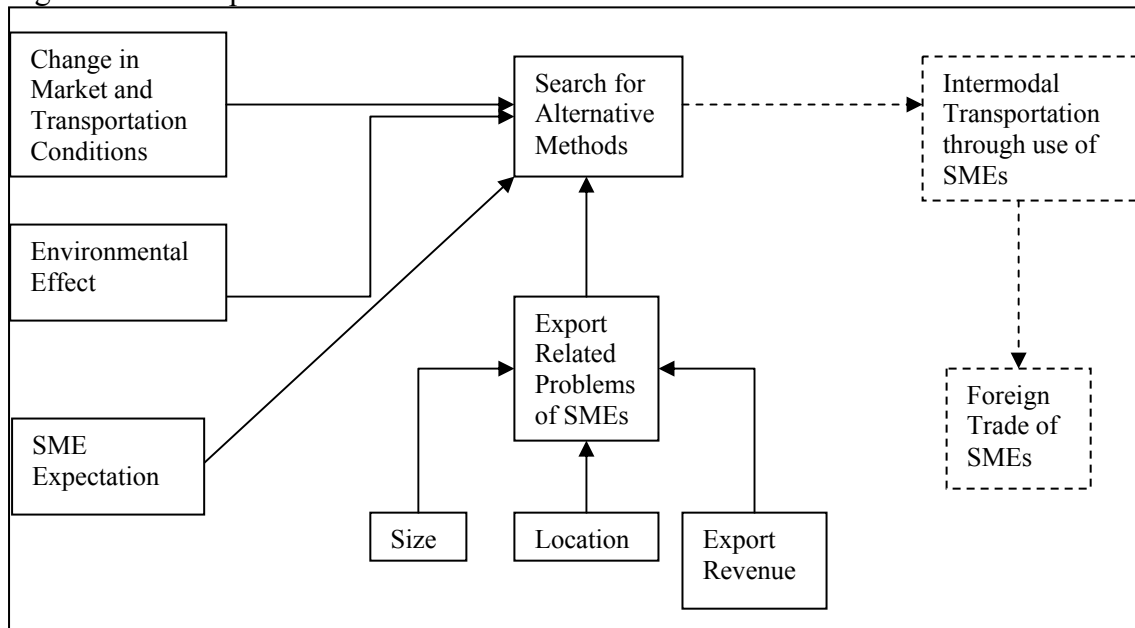 Change in
Market and
Transportation
Conditions
Search for
Alternative
Methods
Intermodal
Transportation
through use of
SMEs
Environmental
Effect
Export
Related
Problems
of SMEs
Foreign
Trade of
SMEs
SME
Expectation
Size
Location
Export
Revenue